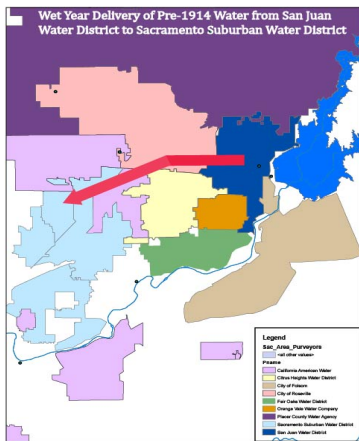 Wet Year Delivery of Pre-1914 Water from San Juan
Water District to Sacramento Suburban Water District
Legend
Sac_Area_Purveyors
<all other values>
Pname
California American Water
Citrus Heights Water District
City of Folsom
City of Roseville
Fair Oaks Water District
Orange Vale Water Company
Placer County Water Agency
Sacramento Suburban Water District
San Juan Water District